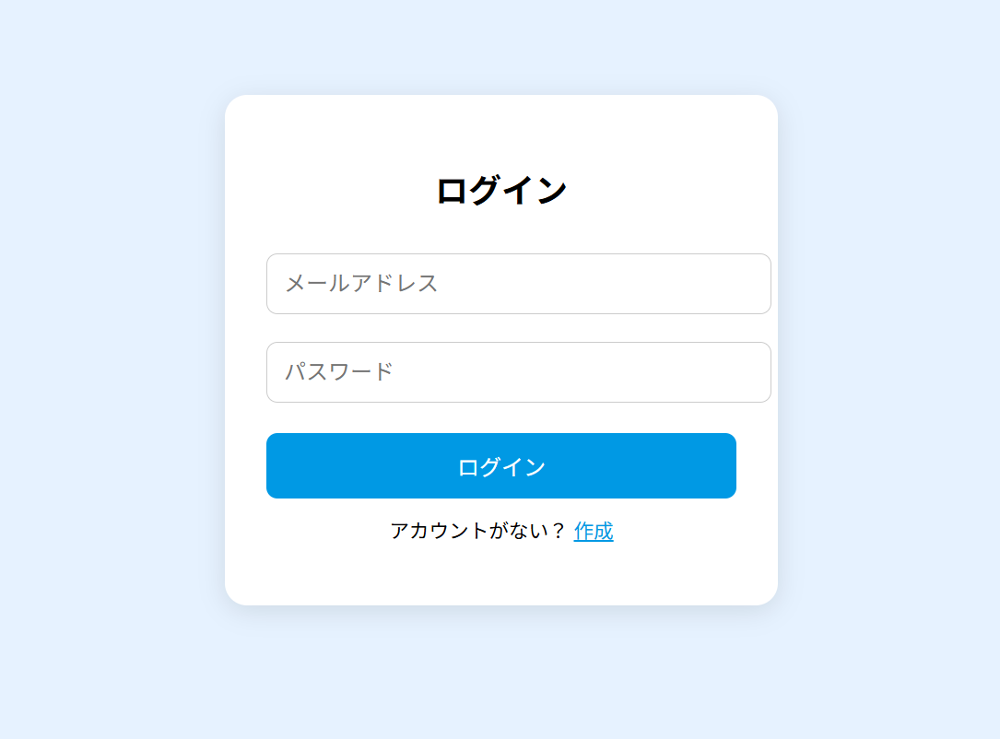 ログイン
メールアドレス
パスワード
ログイン
アカウントがない？ 作成